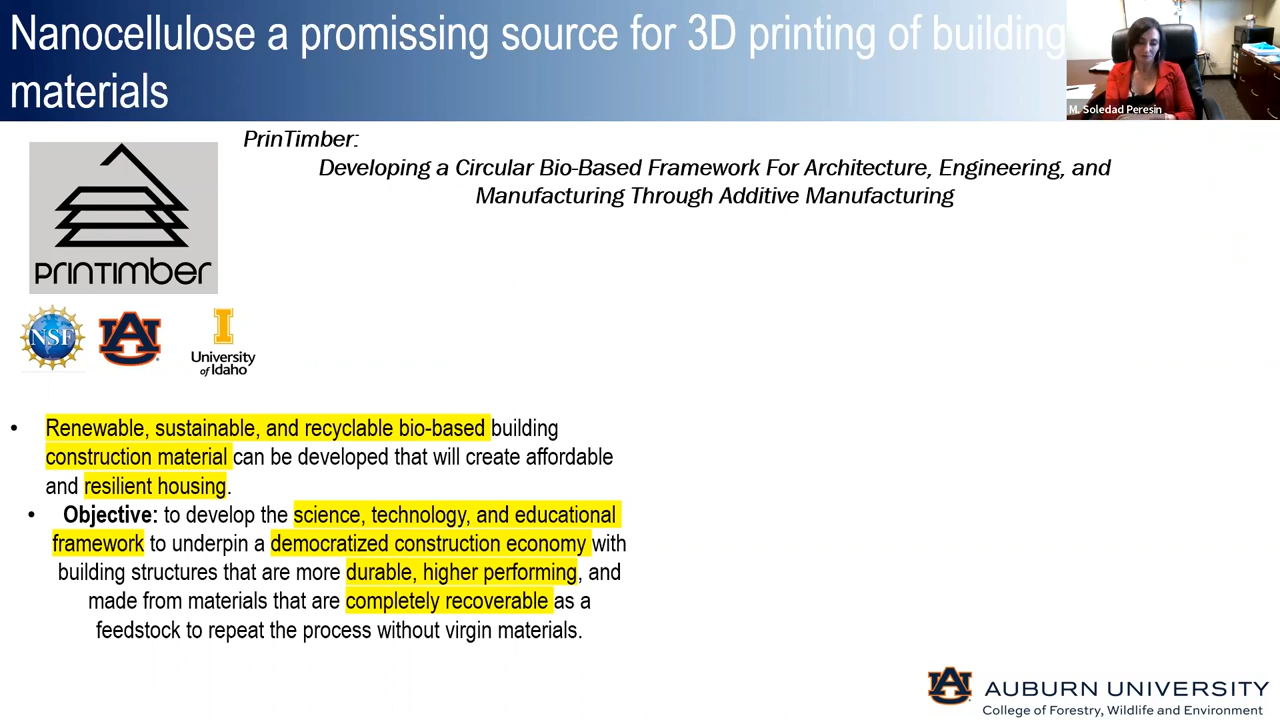 Nanocellulose a promissing source for 3D printing of building
materials
M. Soledad Peresin
PrinTimber:
Developing a Circular Bio-Based Framework For Architecture, Engineering, and
Manufacturing Through Additive Manufacturing
PRINTIMBER
NSF
AU
I
University
of Idaho
• Renewable, sustainable, and recyclable bio-based building
construction material can be developed that will create affordable
and resilient housing.
• Objective: to develop the science, technology, and educational
framework to underpin a democratized construction economy with
building structures that are more durable, higher performing, and
made from materials that are completely recoverable as a
feedstock to repeat the process without virgin materials.
AU
AUBURN UNIVERSITY
College of Forestry, Wildlife and Environment